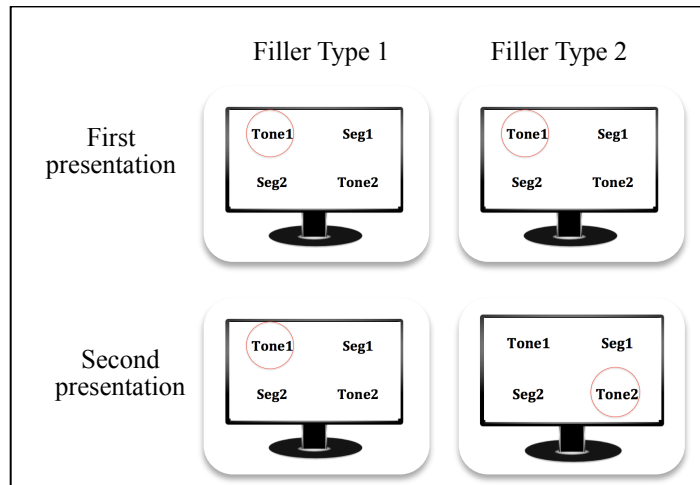 Filler Type 1 Filler Type 2
First
presentation
Tone1 Seg1
Seg2 Tone2
Tone1 Seg1
Seg2 Tone2
Second
presentation
Tone1 Seg1
Seg2 Tone2
Tone1 Seg1
Seg2 Tone2